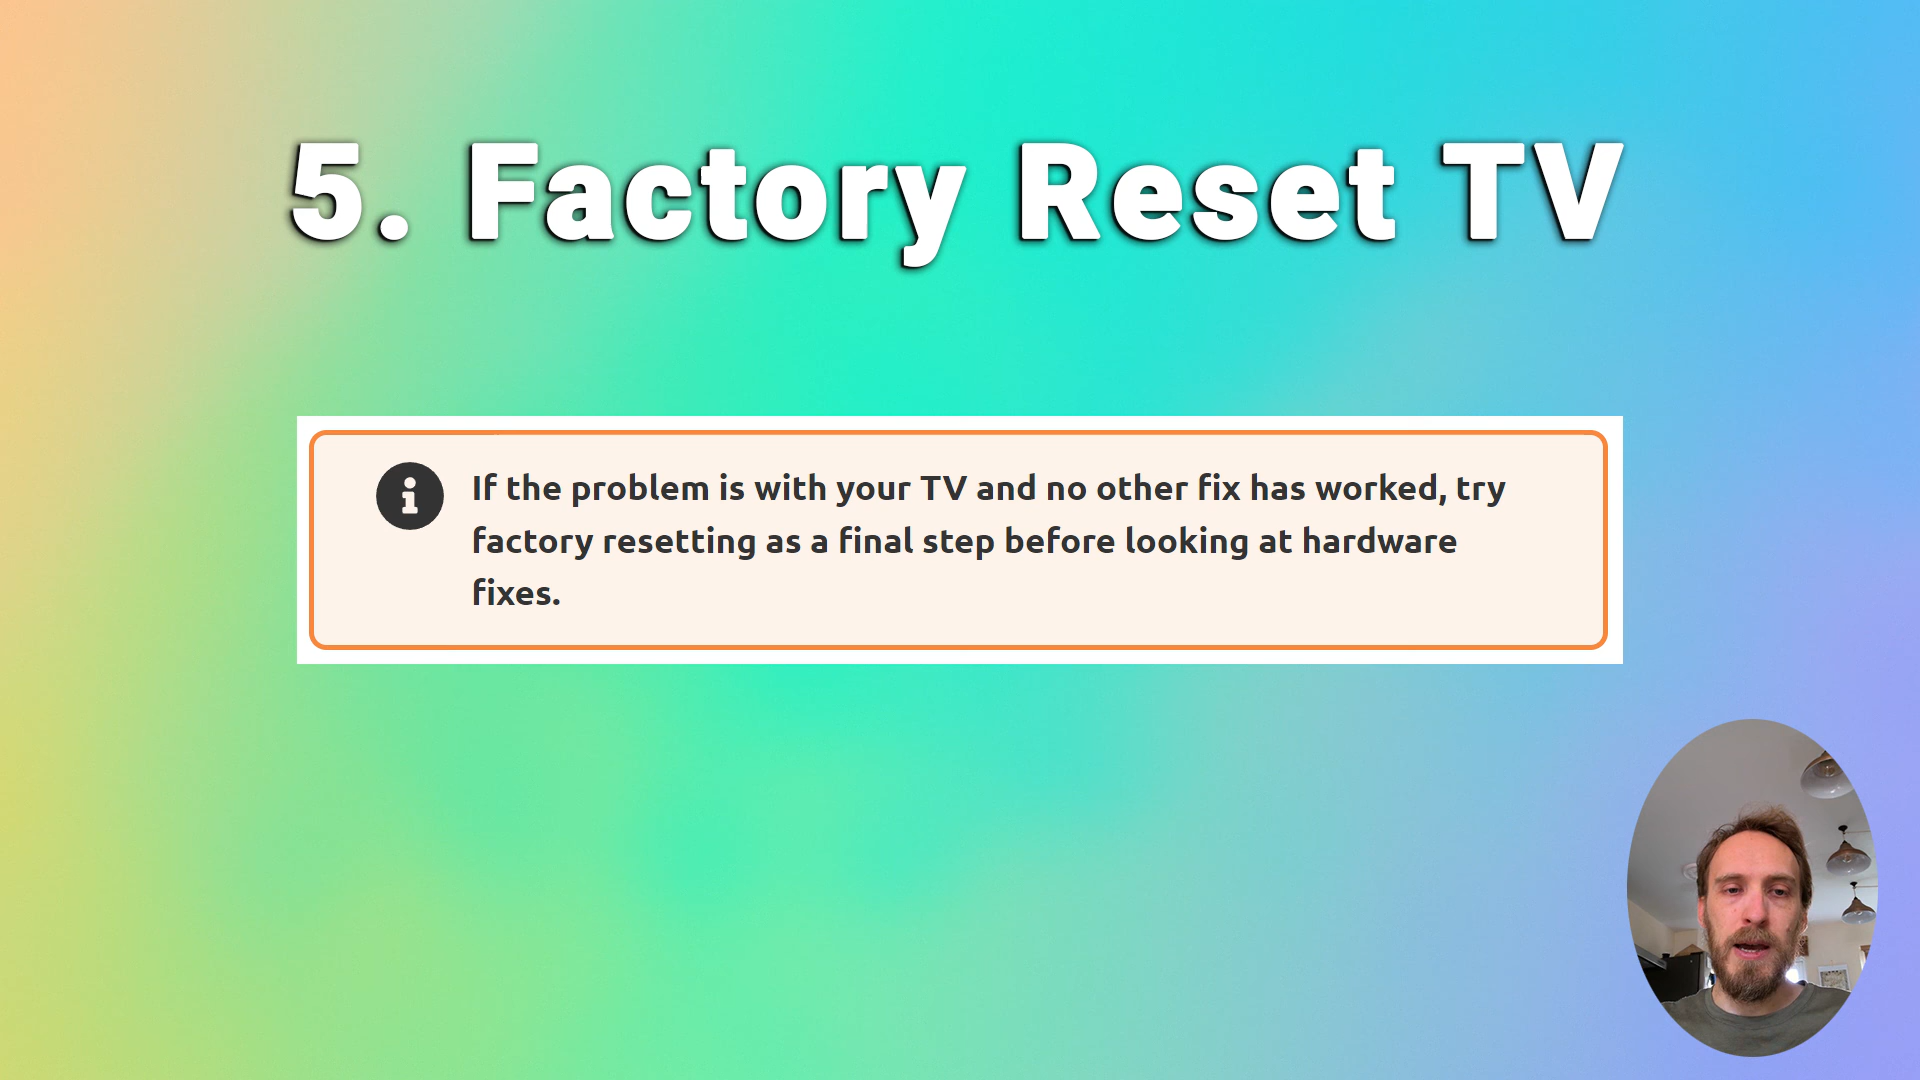 5. Factory Reset TV
If the problem is with your TV and no other fix has worked, try
factory resetting as a final step before looking at hardware
fixes.